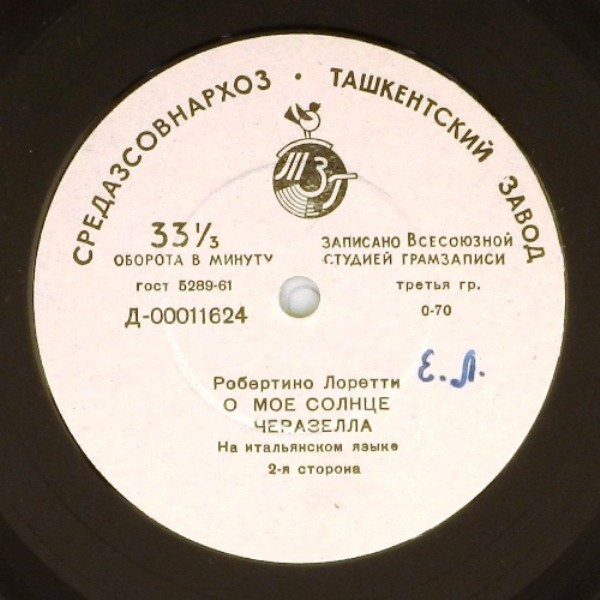 СРЕДАЗСОВНАРХОЗ • ТАШКЕНТСКИЙ ЗАВОД
ТЗГ
33⅓
ОБОРОТА В МИНУТУ
ГОСТ 5289-61
Д-00011624
ЗАПИСАНО ВСЕСОЮЗНОЙ
СТУДИЕЙ ГРАМЗАПИСИ
ТРЕТЬЯ ГР.
0-70
Е. Л.
Робертино Лоретти
О МОЕ СОЛНЦЕ
ЧЕРАЗЕЛЛА
На итальянском языке
2-я сторона